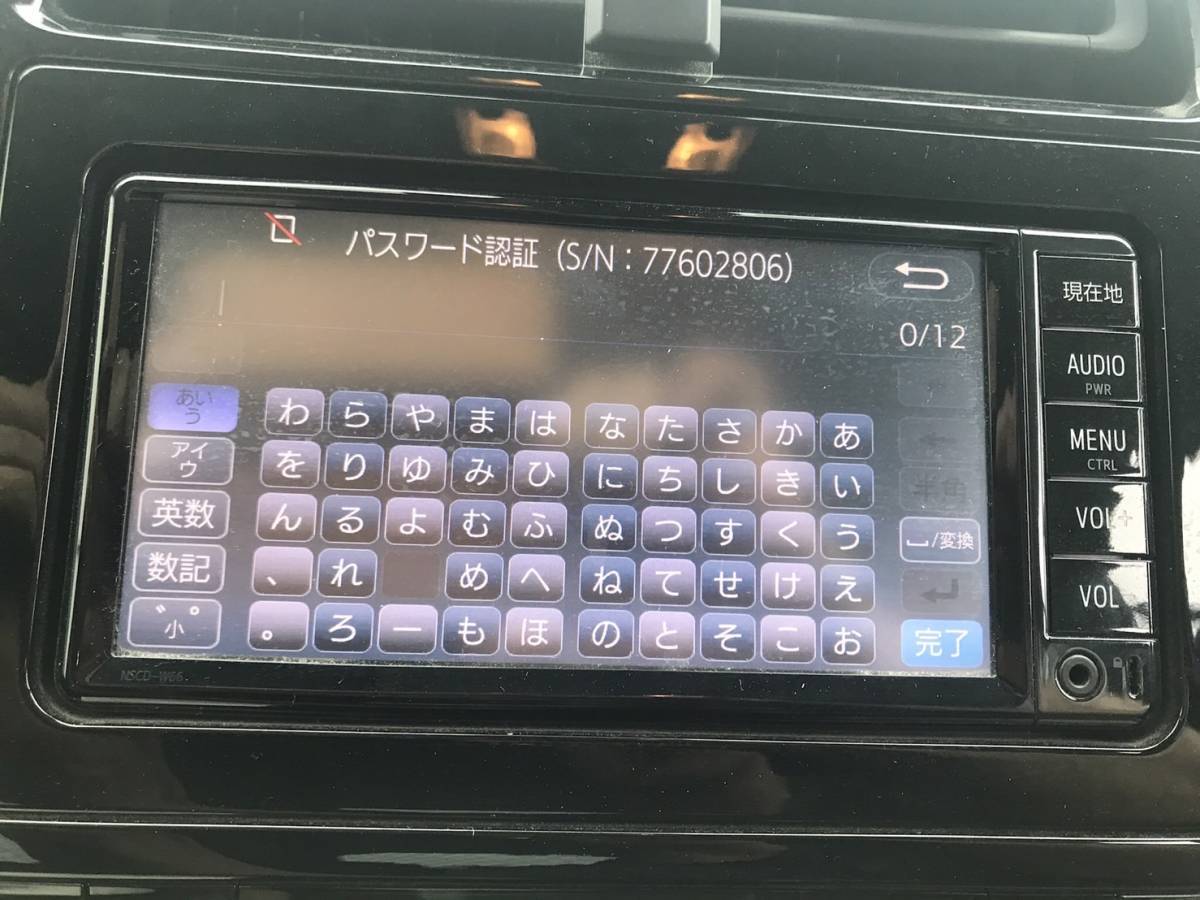 パスワード認証（S/N：77602806）
0/12
あい
う
わ ら や ま は な た さ か あ
アイ
ウ
を り ゆ み ひ に ち し き い
半角
英数
ん る よ む ふ ぬ つ す く う
/変換
数記
、 れ め へ ね て せ け え
゛゜
小
。 ろ ー も ほ の と そ こ お
完了
現在地
AUDIO
PWR
MENU
CTRL
VOL+
VOL
NSCD-W66